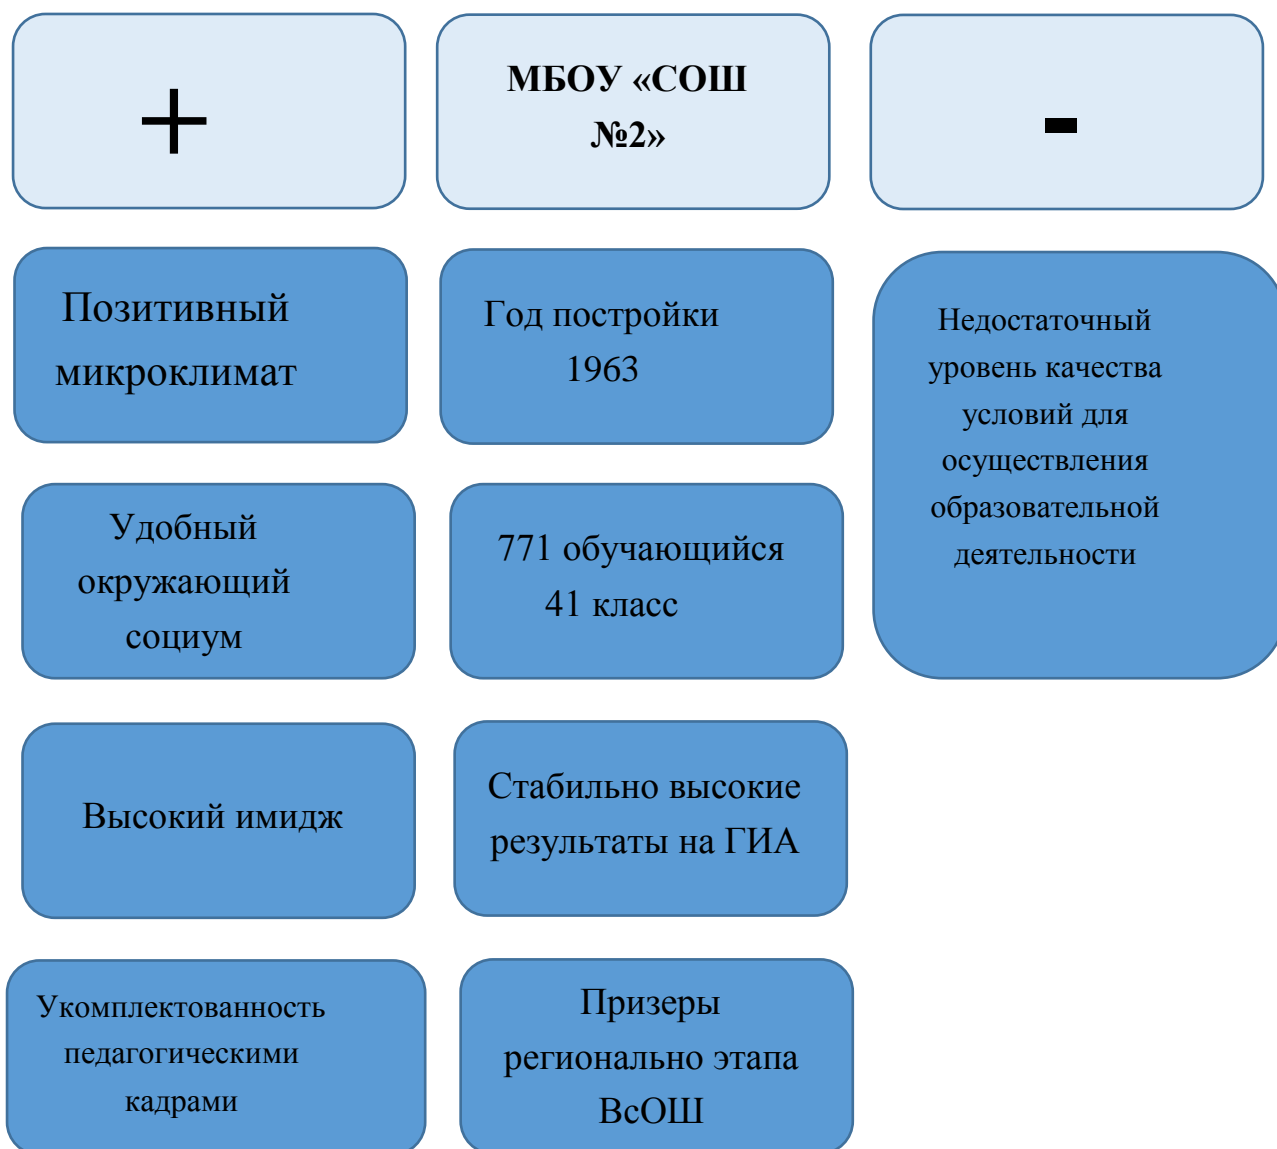 +
МБОУ «СОШ
№2»
-
Позитивный
микроклимат
Год постройки
1963
Недостаточный
уровень качества
условий для
осуществления
образовательной
деятельности
Удобный
окружающий
социум
771 обучающийся
41 класс
Высокий имидж
Стабильно высокие
результаты на ГИА
Укомплектованность
педагогическими
кадрами
Призеры
регионально этапа
ВсОШ